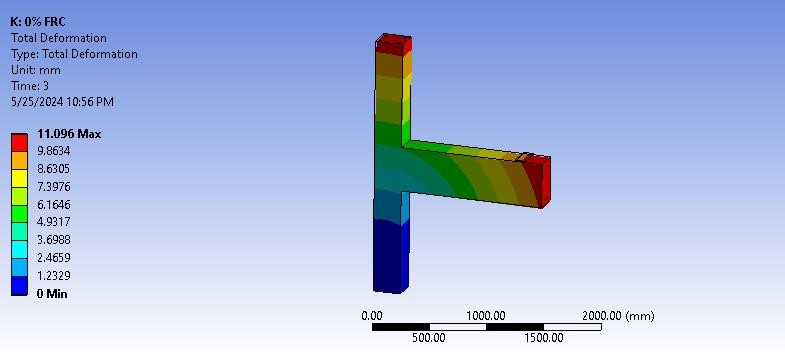 K: 0% FRC
Total Deformation
Type: Total Deformation
Unit: mm
Time: 3
5/25/2024 10:56 PM
11.096 Max
9.8634
8.6305
7.3976
6.1646
4.9317
3.6988
2.4659
1.2329
0 Min
0.00 1000.00 2000.00 (mm)
500.00 1500.00